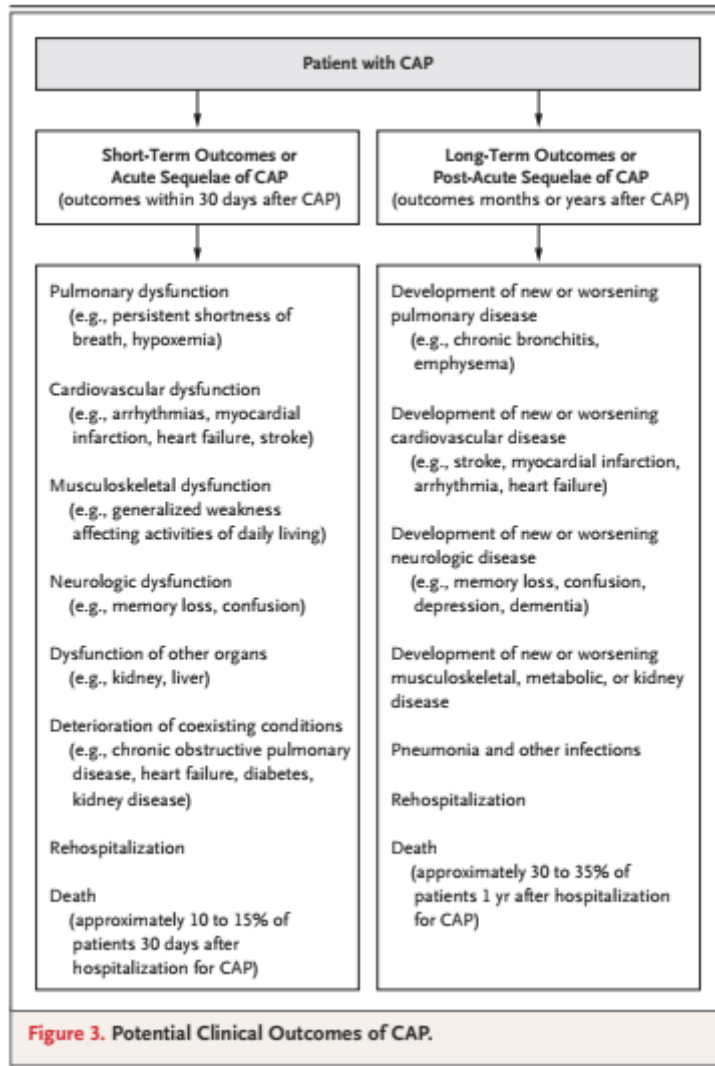 Patient with CAP
Short-Term Outcomes or
Acute Sequelae of CAP
(outcomes within 30 days after CAP)
Pulmonary dysfunction
(e.g., persistent shortness of
breath, hypoxemia)
Cardiovascular dysfunction
(e.g., arrhythmias, myocardial
infarction, heart failure, stroke)
Musculoskeletal dysfunction
(e.g., generalized weakness
affecting activities of daily living)
Neurologic dysfunction
(e.g., memory loss, confusion)
Dysfunction of other organs
(e.g., kidney, liver)
Deterioration of coexisting conditions
(e.g., chronic obstructive pulmonary
disease, heart failure, diabetes,
kidney disease)
Rehospitalization
Death
(approximately 10 to 15% of
patients 30 days after
hospitalization for CAP)
Long-Term Outcomes or
Post-Acute Sequelae of CAP
(outcomes months or years after CAP)
Development of new or worsening
pulmonary disease
(e.g., chronic bronchitis,
emphysema)
Development of new or worsening
cardiovascular disease
(e.g., stroke, myocardial infarction,
arrhythmia, heart failure)
Development of new or worsening
neurologic disease
(e.g., memory loss, confusion,
depression, dementia)
Development of new or worsening
musculoskeletal, metabolic, or kidney
disease
Pneumonia and other infections
Rehospitalization
Death
(approximately 30 to 35% of
patients 1 yr after hospitalization
for CAP)
Figure 3. Potential Clinical Outcomes of CAP.